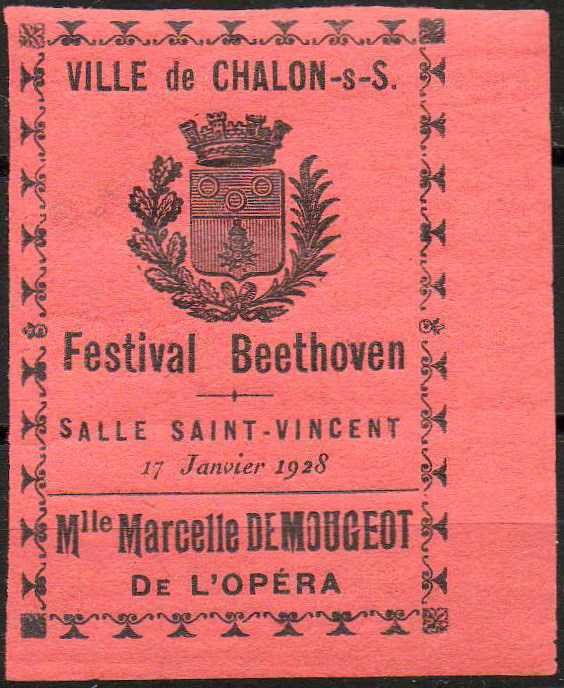 VILLE de CHALON-s-S.
Festival Beethoven
SALLE SAINT-VINCENT
17 Janvier 1928
Mlle Marcelle DEMOUGEOT
DE L'OPÉRA